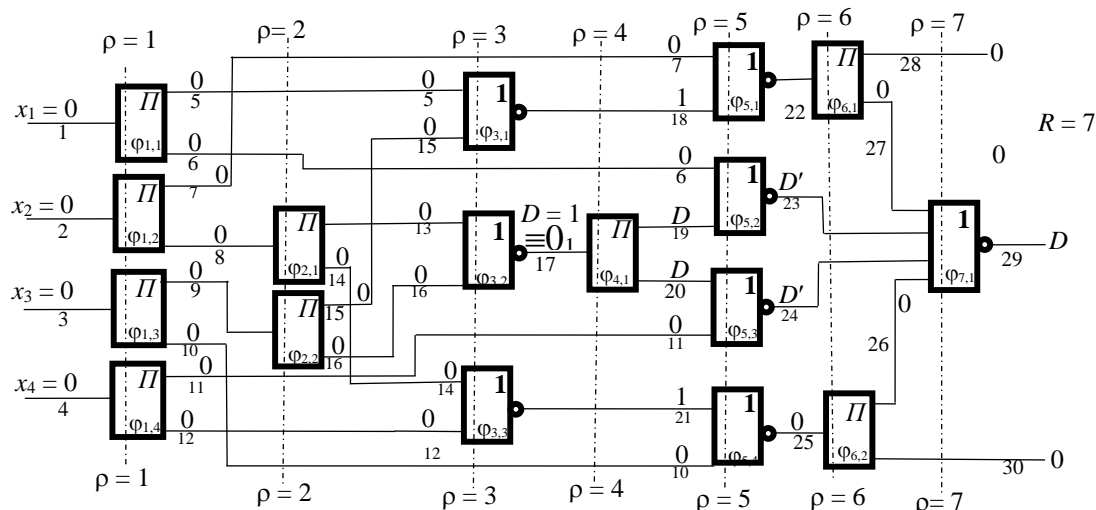 ρ = 1
ρ= 2
ρ = 3
ρ = 4
ρ = 5
ρ = 6
ρ = 7
R = 7
x₁ = 0
1
Π
φ₁,₁
0
5
0
6
x₂ = 0
2
Π
φ₁,₂
0
7
0
8
x₃ = 0
3
Π
φ₁,₃
0
9
0
10
x₄ = 0
4
Π
φ₁,₄
0
11
0
12
Π
φ₂,₁
0
13
0
14
Π
φ₂,₂
0
15
0
16
0
5
0
15
1
φ₃,₁
0
13
0
16
1
φ₃,₂
0
14
0
12
1
φ₃,₃
D = 1
≡0₁
17
Π
φ₄,₁
D
19
D
20
0
7
1
18
1
φ₅,₁
0
6
1
φ₅,₂
D'
23
0
11
1
φ₅,₃
D'
24
1
21
0
10
1
φ₅,₄
0
25
22
Π
φ₆,₁
28
0
0
27
0
Π
φ₆,₂
0
26
30
0
1
φ₇,₁
D
29
ρ = 1
ρ = 2
ρ = 3
ρ = 4
ρ = 5
ρ = 6
ρ= 7